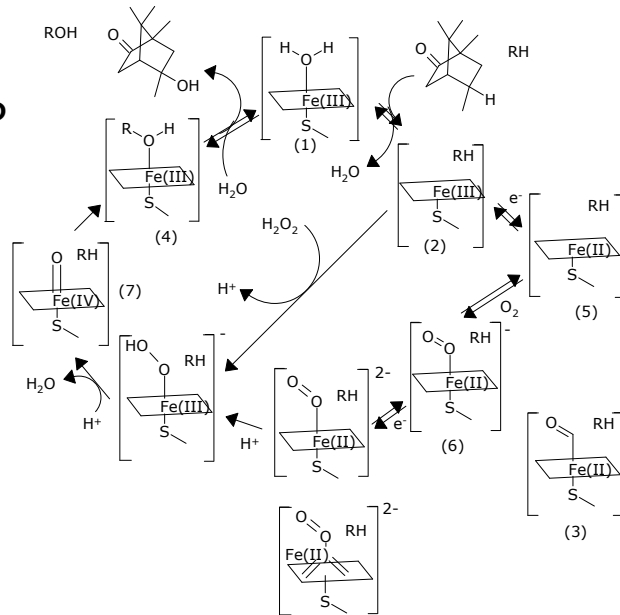 ROH
O
OH
H H
O
Fe(III)
S
(1)
O
H
RH
R H
O
Fe(III)
S
(4)
H₂O
H₂O
RH
Fe(III)
S
(2)
e⁻
RH
Fe(II)
S
(5)
O
RH
Fe(IV)
S
(7)
H₂O₂
H⁺
O₂
HO
O
RH
-
Fe(III)
S
H₂O
H⁺
H⁺
O
O
RH
2-
Fe(II)
S
e⁻
O
O
RH
-
Fe(II)
S
(6)
O
RH
Fe(II)
S
(3)
O
O
RH
2-
Fe(II)
S